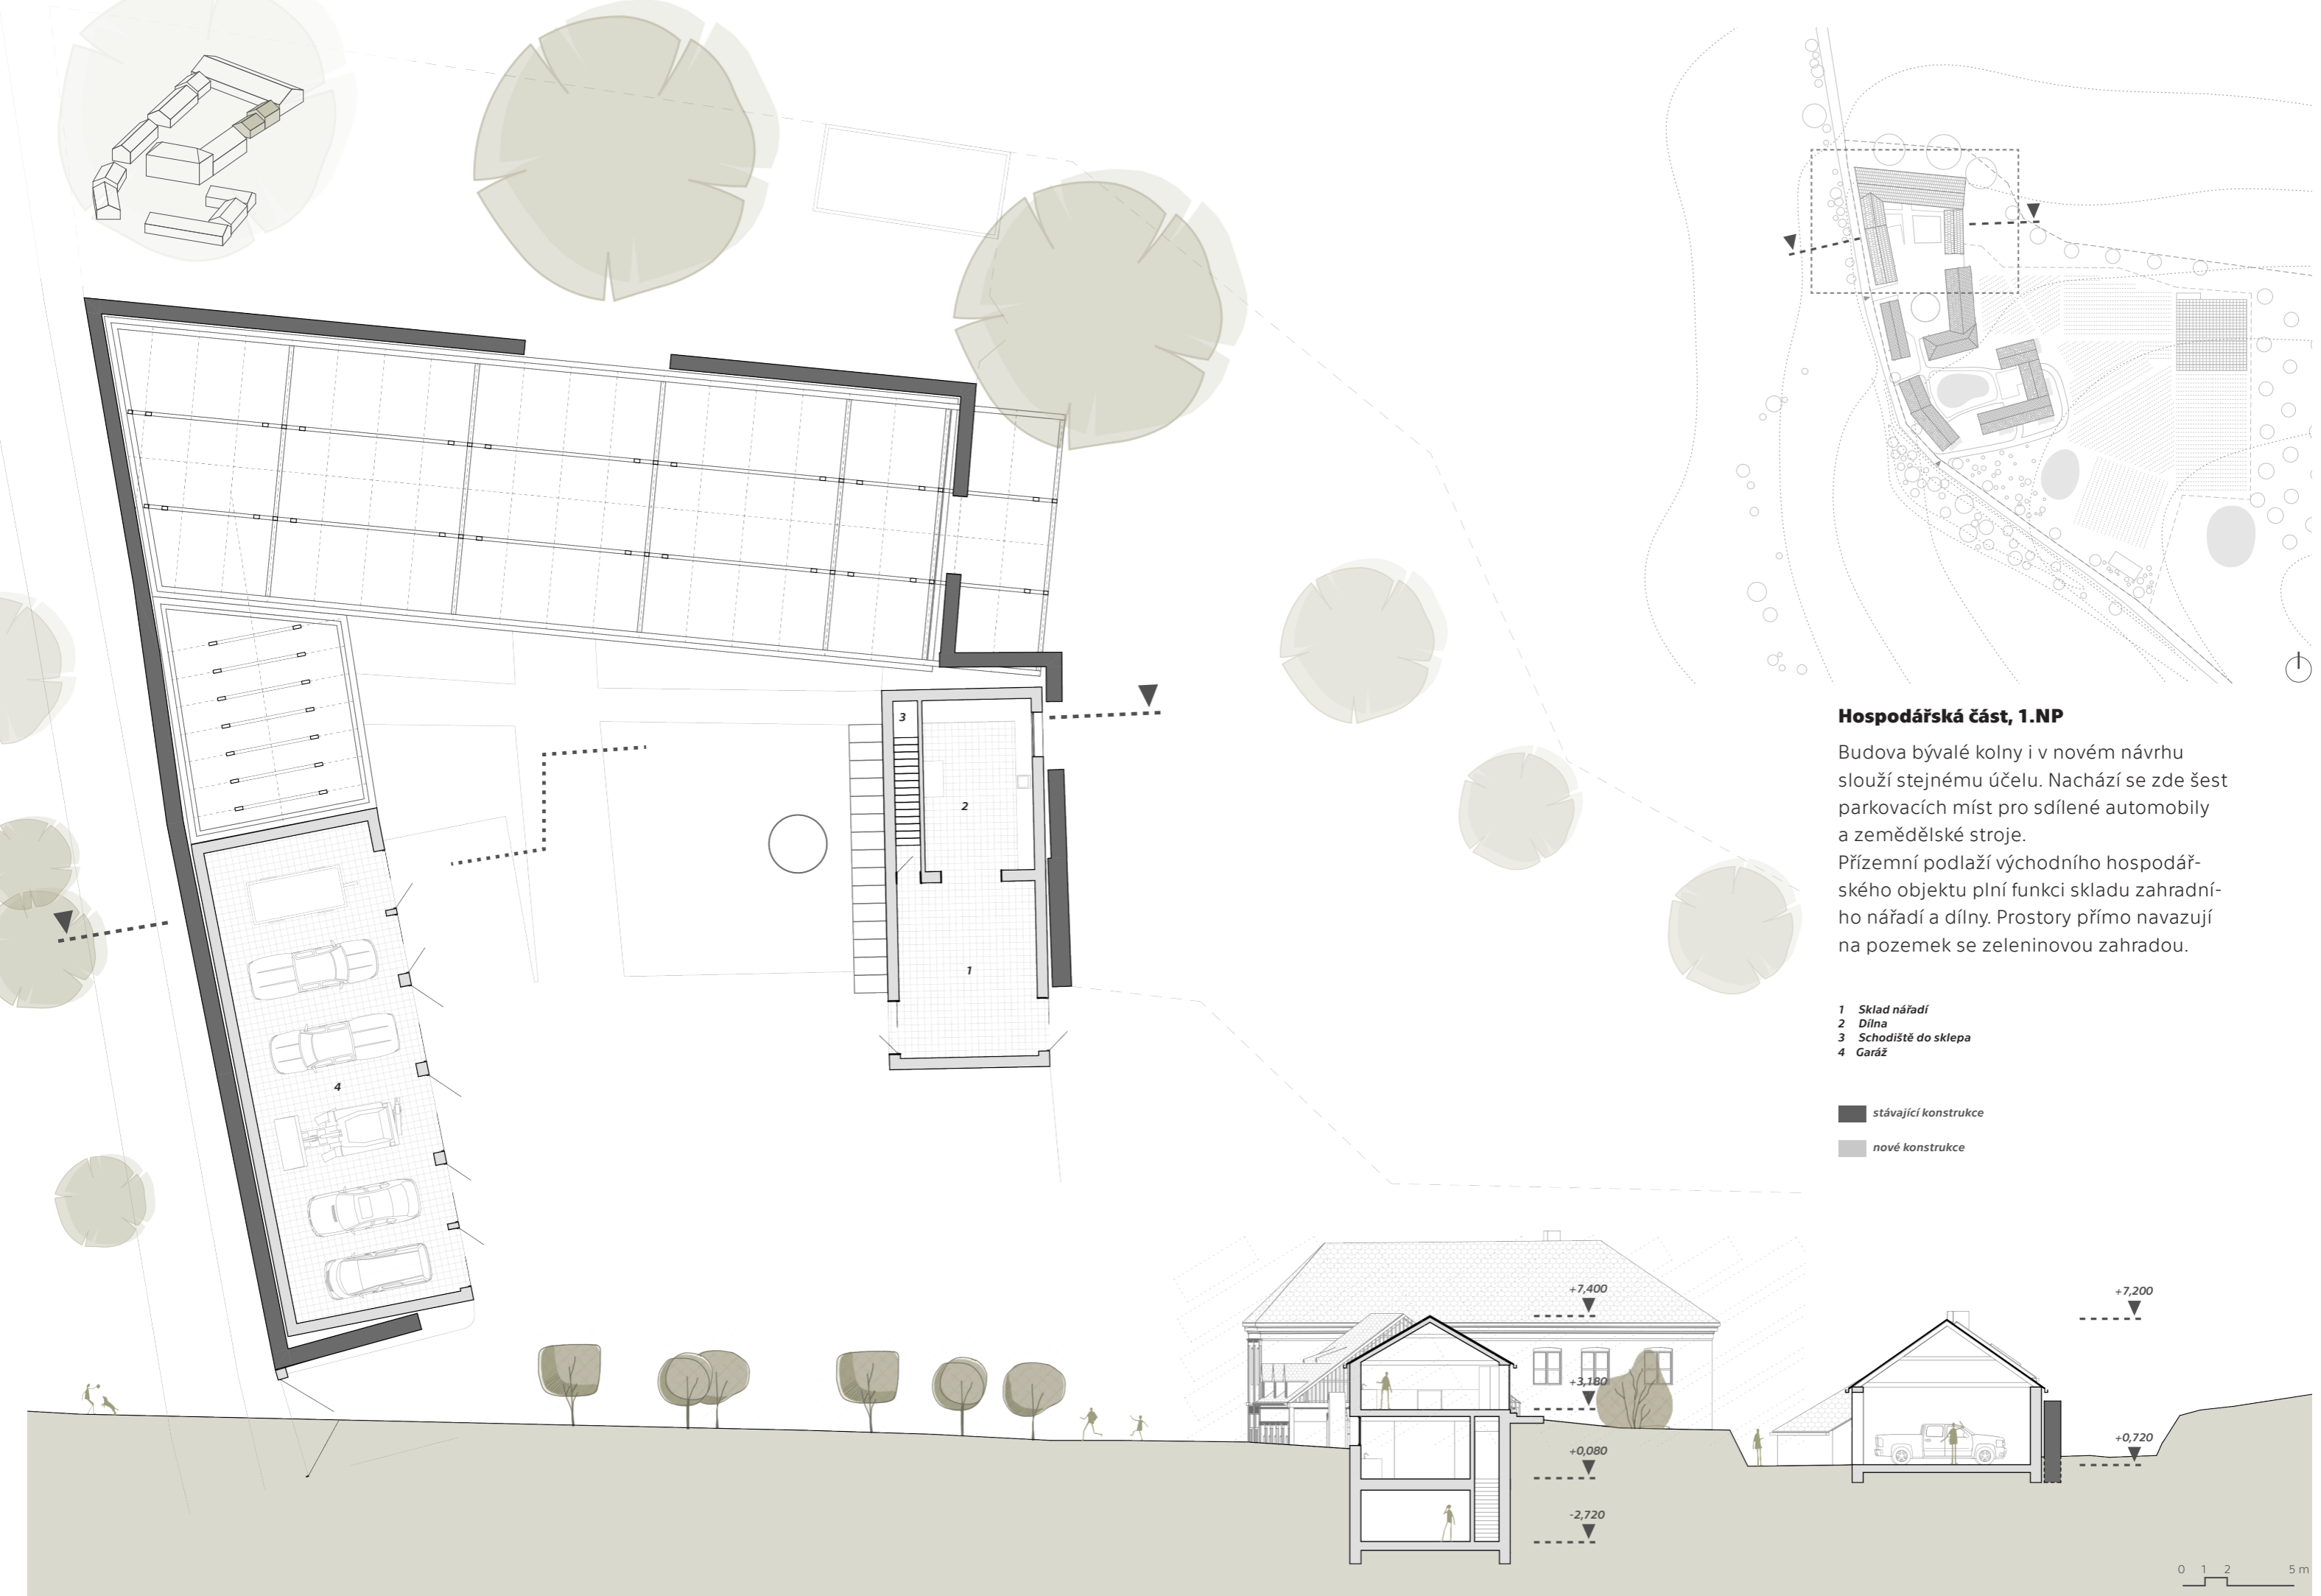 3
2
1
4
Hospodářská část, 1.NP
Budova bývalé kolny i v novém návrhu
slouží stejnému účelu. Nachází se zde šest
parkovacích míst pro sdílené automobily
a zemědělské stroje.
Přízemní podlaží východního hospodář-
ského objektu plní funkci skladu zahradní-
ho nářadí a dílny. Prostory přímo navazují
na pozemek se zeleninovou zahradou.
1 Sklad nářadí
2 Dílna
3 Schodiště do sklepa
4 Garáž
stávající konstrukce
nové konstrukce
+7,400
+3,180
+0,080
-2,720
+7,200
+0,720
0 1 2 5 m